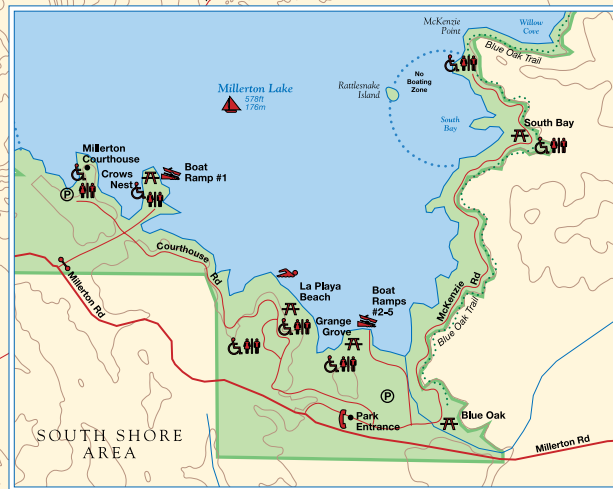 McKenzie
Point
Willow
Cove
Blue Oak Trail
No
Boating
Zone
Millerton Lake
578ft
176m
Rattlesnake
Island
South
Bay
South Bay
Millerton
Courthouse
Crows
Nest
Boat
Ramp #1
P
Courthouse
Rd
Millerton Rd
La Playa
Beach
Boat
Ramps
#2-5
Grange
Grove
McKenzie
Rd
Blue Oak Trail
P
Park
Entrance
Blue Oak
SOUTH SHORE
AREA
Millerton Rd